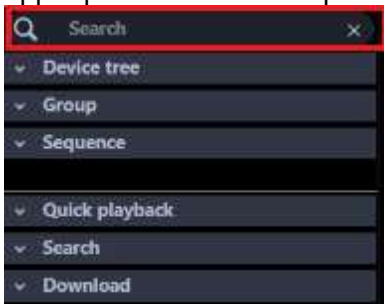 Search
Device tree
Group
Sequence
Quick playback
Search
Download